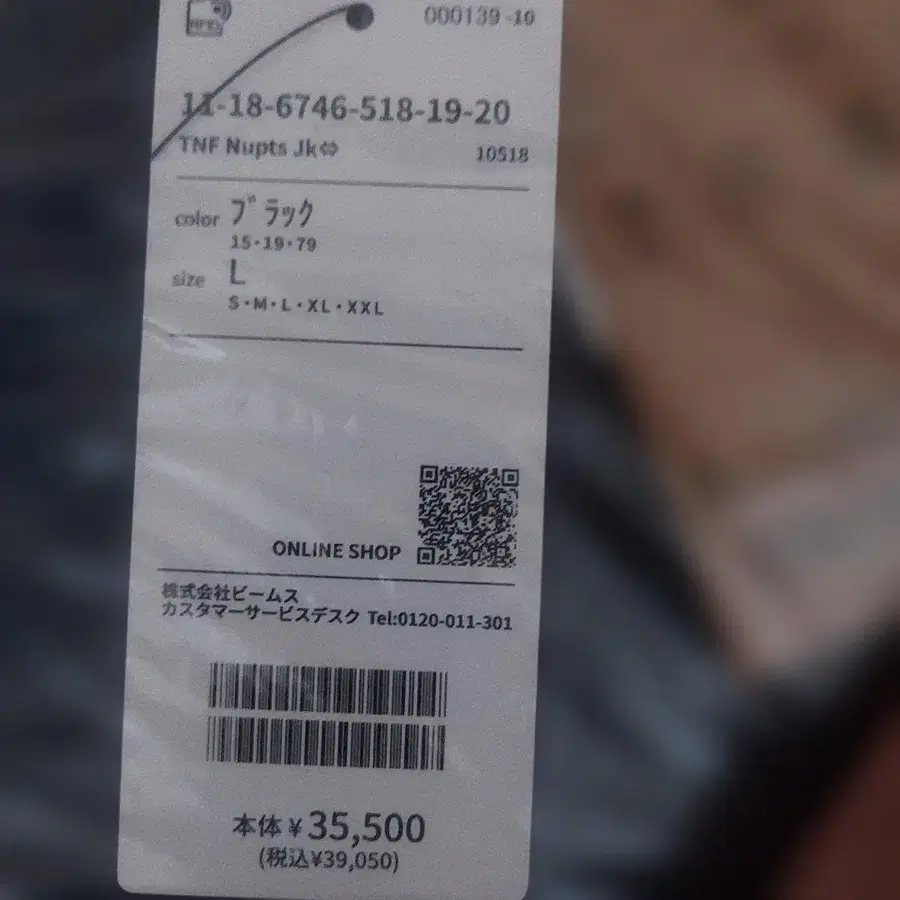 000139 -10
11-18-6746-518-19-20
TNF Nupts Jk⇔ 10518
color ﾌﾞﾗｯｸ
15・19・79
size L
S・M・L・XL・XXL
ONLINE SHOP
株式会社ビームス
カスタマーサービスデスク Tel:0120-011-301
本体 ¥ 35,500
(税込¥39,050)